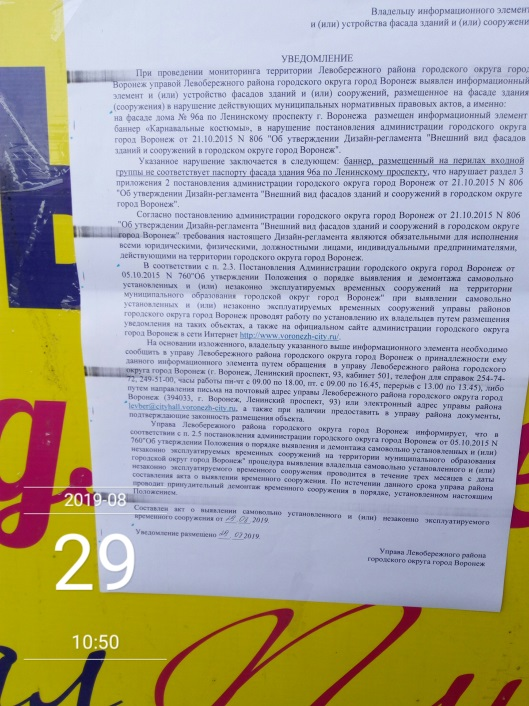 Владельцу информационного элемент
и (или) устройства фасада зданий и (или) сооружени
УВЕДОМЛЕНИЕ
При проведении мониторинга территории Левобережного района городского округа город
Воронеж управой Левобережного района городского округа город Воронеж выявлен информационный
элемент и (или) устройство фасадов зданий и (или) сооружений, размещенное на фасаде здания
(сооружения) в нарушение действующих муниципальных нормативных правовых актов, а именно:
на фасаде дома № 96а по Ленинскому проспекту г. Воронежа размещен информационный элемент
баннер «Карнавальные костюмы», в нарушение постановления администрации городского округа
город Воронеж от 21.10.2015 N 806 "Об утверждении Дизайн-регламента "Внешний вид фасадов
зданий и сооружений в городском округе город Воронеж".
Указанное нарушение заключается в следующем: баннер, размещенный на перилах входной
группы не соответствует паспорту фасада здания 96а по Ленинскому проспекту, что нарушает раздел 3
приложения 2 постановления администрации городского округа город Воронеж от 21.10.2015 N 806
"Об утверждении Дизайн-регламента "Внешний вид фасадов зданий и сооружений в городском округе
город Воронеж".
Согласно постановлению администрации городского округа город Воронеж от 21.10.2015 N 806
"Об утверждении Дизайн-регламента "Внешний вид фасадов зданий и сооружений в городском округе
город Воронеж" требования настоящего Дизайн-регламента являются обязательными для исполнения
всеми юридическими, физическими, должностными лицами, индивидуальными предпринимателями,
действующими на территории городского округа город Воронеж.
В соответствии с п. 2.3. Постановления Администрации городского округа город Воронеж от
05.10.2015 N 760"Об утверждении Положения о порядке выявления и демонтажа самовольно
установленных и (или) незаконно эксплуатируемых временных сооружений на территории
муниципального образования городской округ город Воронеж" при выявлении самовольно
установленных и (или) незаконно эксплуатируемых временных сооружений управы районов
городского округа город Воронеж проводят работу по установлению их владельцев путем размещения
уведомления на таких объектах, а также на официальном сайте администрации городского округа
город Воронеж в сети Интернет http://www.voronezh-city.ru/.
На основании изложенного, владельцу указанного выше информационного элемента необходимо
сообщить в управу Левобережного района городского округа город Воронеж о принадлежности ему
данного информационного элемента путем обращения в управу Левобережного района городского
округа город Воронеж (г. Воронеж, Ленинский проспект, 93, кабинет 501, телефон для справок 254-74-
72, 249-51-00, часы работы пн-чт с 09.00 по 18.00, пт. с 09.00 по 16.45, перерыв с 13.00 по 13.45), либо
путем направления письма на почтовый адрес управы Левобережного района городского округа город
Воронеж (394033, г. Воронеж, Ленинский проспект, 93) или электронный адрес управы района
levber@cityhall.voronezh-city.ru, а также при наличии предоставить в управу района документы,
подтверждающие законность размещения объекта.
Управа Левобережного района городского округа город Воронеж информирует, что в
соответствии с п. 2.5 постановления администрации городского округа город Воронеж от 05.10.2015 N
760"Об утверждении Положения о порядке выявления и демонтажа самовольно установленных и (или)
незаконно эксплуатируемых временных сооружений на территории муниципального образования
городской округ город Воронеж" процедура выявления владельца самовольно установленного и (или)
незаконно эксплуатируемого временного сооружения проводится в течение трех месяцев с даты
составления акта о выявлении. По истечении данного срока управа района
проводит принудительный демонтаж временного сооружения в порядке, установленном настоящим
Положением.
Составлен акт о выявлении самовольно установленного и (или) незаконно эксплуатируемого
временного сооружения от 2019.
Уведомление размещено 2019.
Управа Левобережного района
городского округа город Воронеж
2019-08
29
10:50